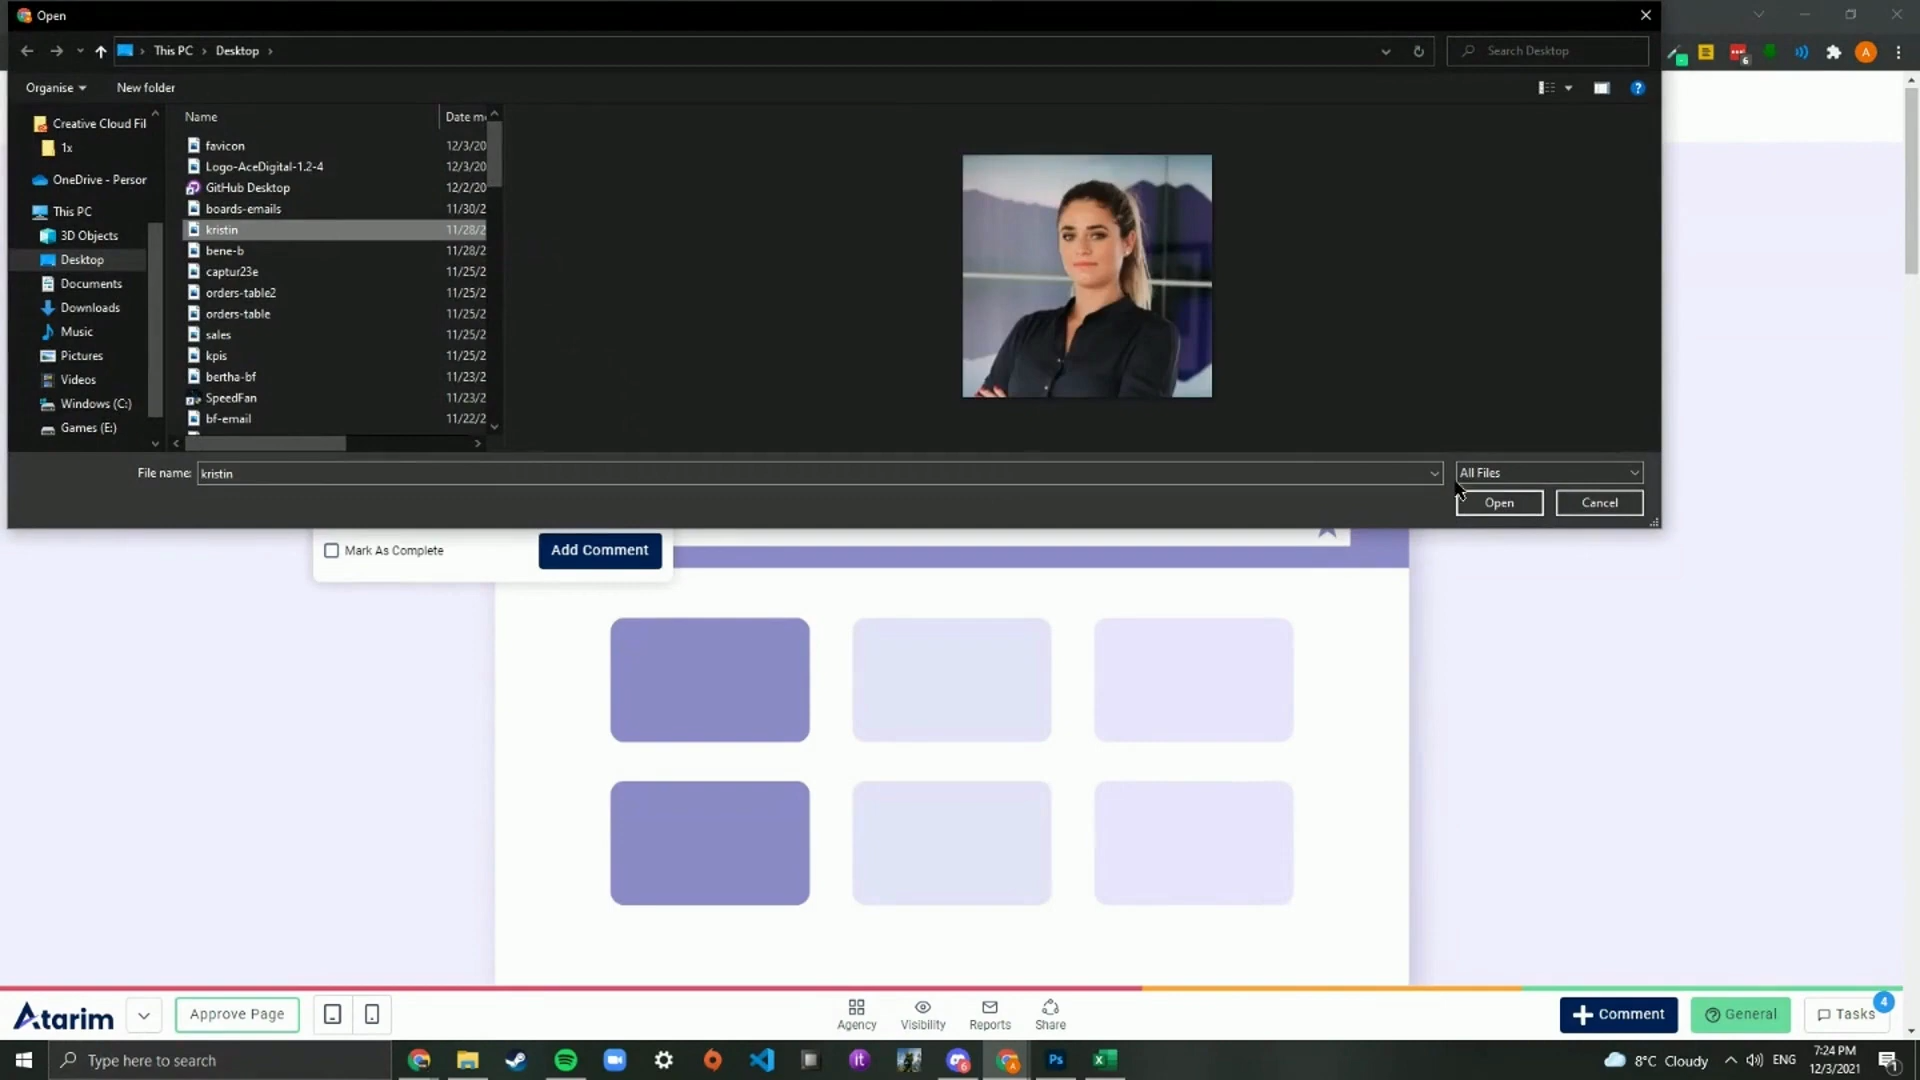 Open
This PC
Desktop
Search Desktop
6
A
Organise
New folder
Name
Date m
Creative Cloud Fil
1x
OneDrive - Person
This PC
3D Objects
Desktop
Documents
Downloads
Music
Pictures
Videos
Windows (C:)
Games (E:)
favicon 12/3/20
Logo-AceDigital-1.2-4 12/3/20
GitHub Desktop 12/2/20
boards-emails 11/30/2
kristin 11/28/2
bene-b 11/28/2
captur23e 11/25/2
orders-table2 11/25/2
orders-table 11/25/2
sales 11/25/2
kpis 11/25/2
bertha-bf 11/23/2
SpeedFan 11/23/2
bf-email 11/22/2
File name: kristin
All Files
Open
Cancel
Mark As Complete
Add Comment
Atarim
Approve Page
Agency
Visibility
Reports
Share
Comment
General
Tasks
4
Type here to search
it
Ps
8°C Cloudy
ENG
7:24 PM
12/3/2021
1